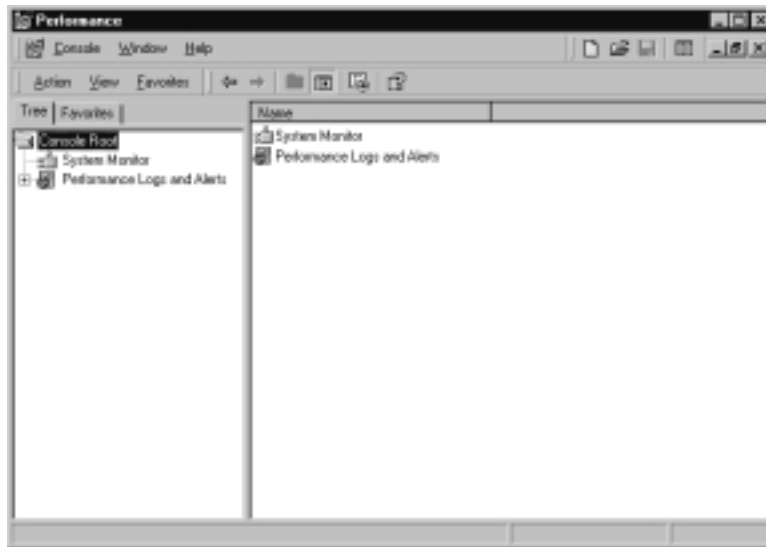 Performance
Console Window Help
Action View Favorites
Tree Favorites
Name
Console Root
System Monitor
Performance Logs and Alerts
System Monitor
Performance Logs and Alerts